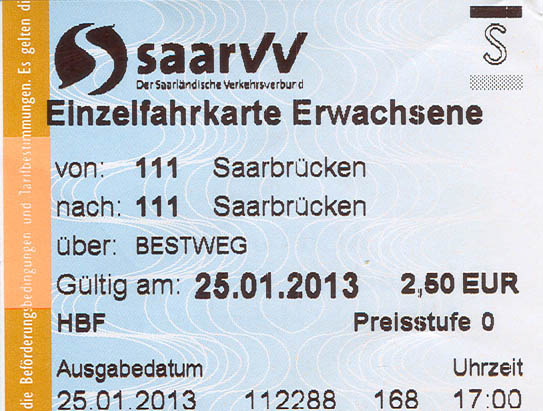 saarVV
Der Saarländische Verkehrsverbund
S
Einzelfahrkarte Erwachsene
von: 111 Saarbrücken
nach: 111 Saarbrücken
über: BESTWEG
Gültig am: 25.01.2013 2,50 EUR
HBF Preisstufe 0
Ausgabedatum Uhrzeit
25.01.2013 112288 168 17:00
die Beförderungsbedingungen und Tarifbestimmungen. Es gelten di